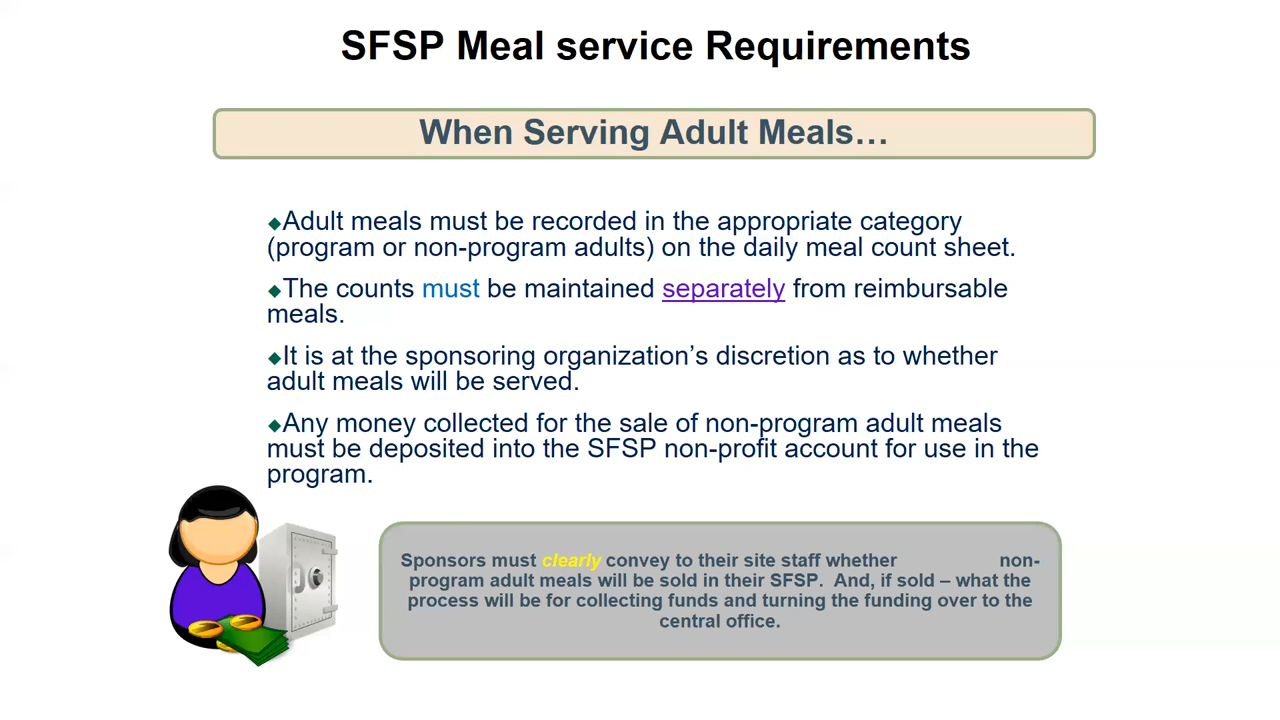 SFSP Meal service Requirements
When Serving Adult Meals…
◆Adult meals must be recorded in the appropriate category
(program or non-program adults) on the daily meal count sheet.
◆The counts must be maintained separately from reimbursable
meals.
◆It is at the sponsoring organization’s discretion as to whether
adult meals will be served.
◆Any money collected for the sale of non-program adult meals
must be deposited into the SFSP non-profit account for use in the
program.
Sponsors must clearly convey to their site staff whether non-
program adult meals will be sold in their SFSP. And, if sold – what the
process will be for collecting funds and turning the funding over to the
central office.